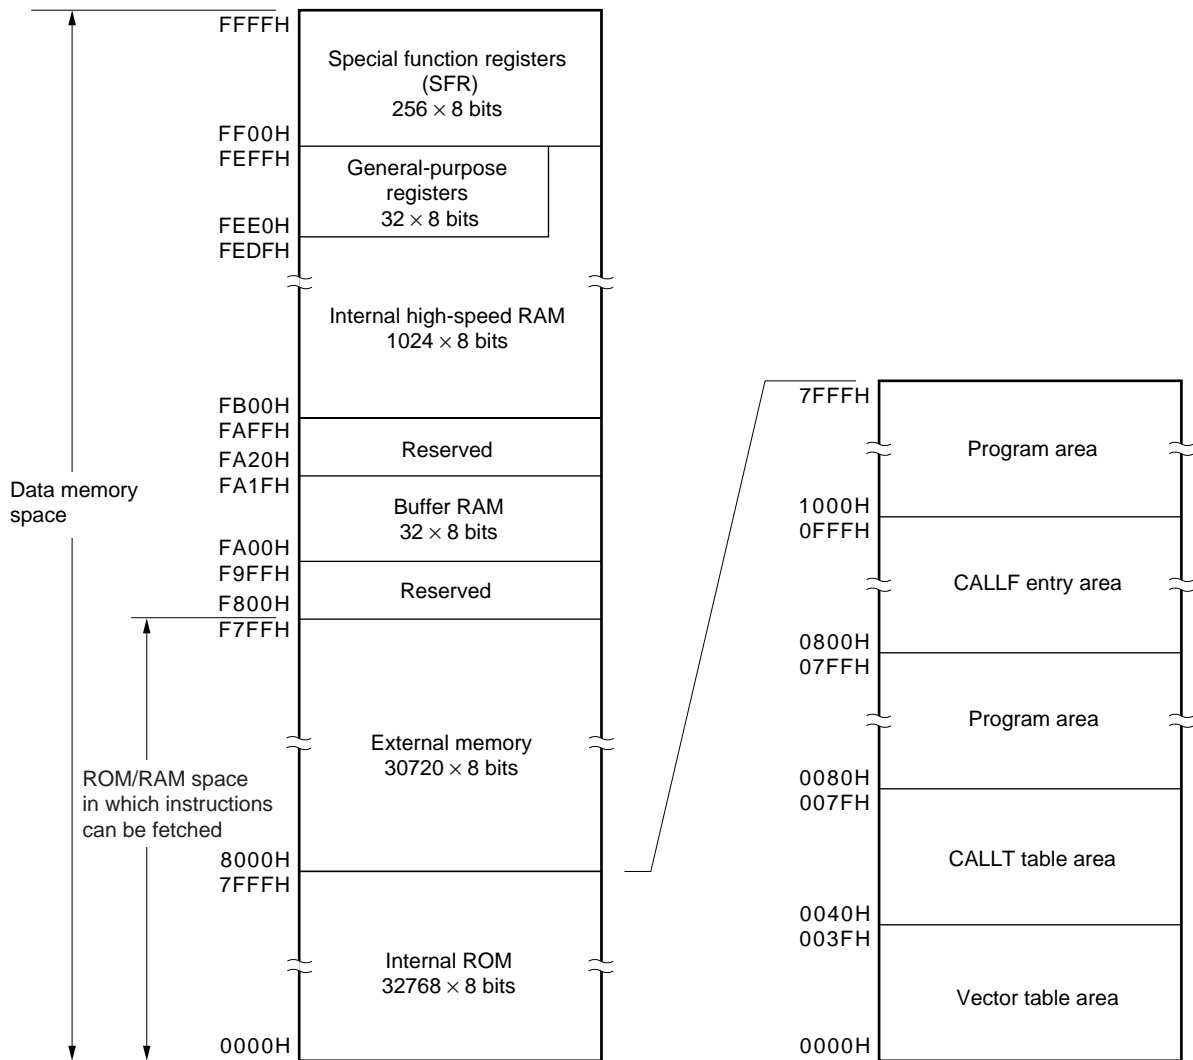 FFFFH
Special function registers
(SFR)
256 × 8 bits
FF00H
FEFFH
General-purpose
registers
32 × 8 bits
FEE0H
FEDFH
Internal high-speed RAM
1024 × 8 bits
FB00H
FAFFH
Reserved
FA20H
FA1FH
Data memory
space
Buffer RAM
32 × 8 bits
FA00H
F9FFH
Reserved
F800H
F7FFH
External memory
30720 × 8 bits
ROM/RAM space
in which instructions
can be fetched
8000H
7FFFH
Internal ROM
32768 × 8 bits
0000H
7FFFH
Program area
1000H
0FFFH
CALLF entry area
0800H
07FFH
Program area
0080H
007FH
CALLT table area
0040H
003FH
Vector table area
0000H